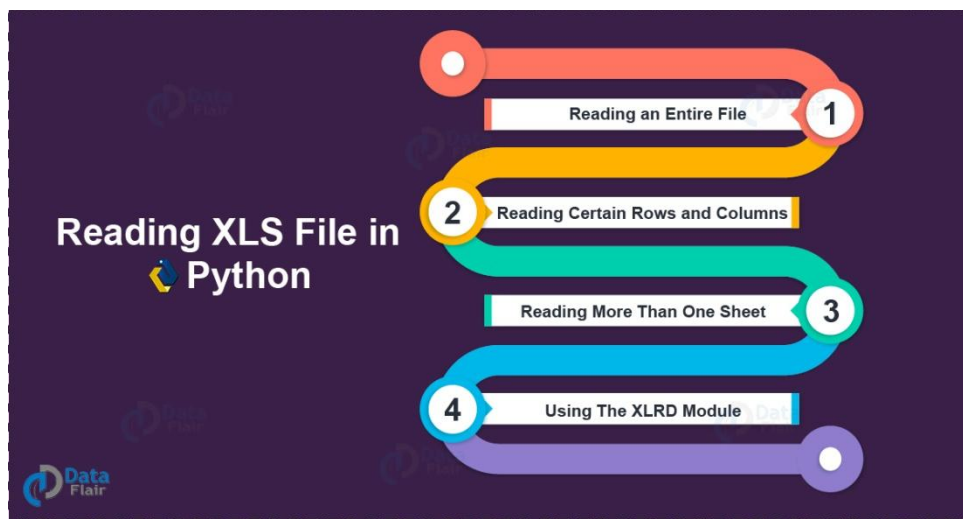 Reading XLS File in
Python
1
Reading an Entire File
2
Reading Certain Rows and Columns
3
Reading More Than One Sheet
4
Using The XLRD Module
Data
Flair